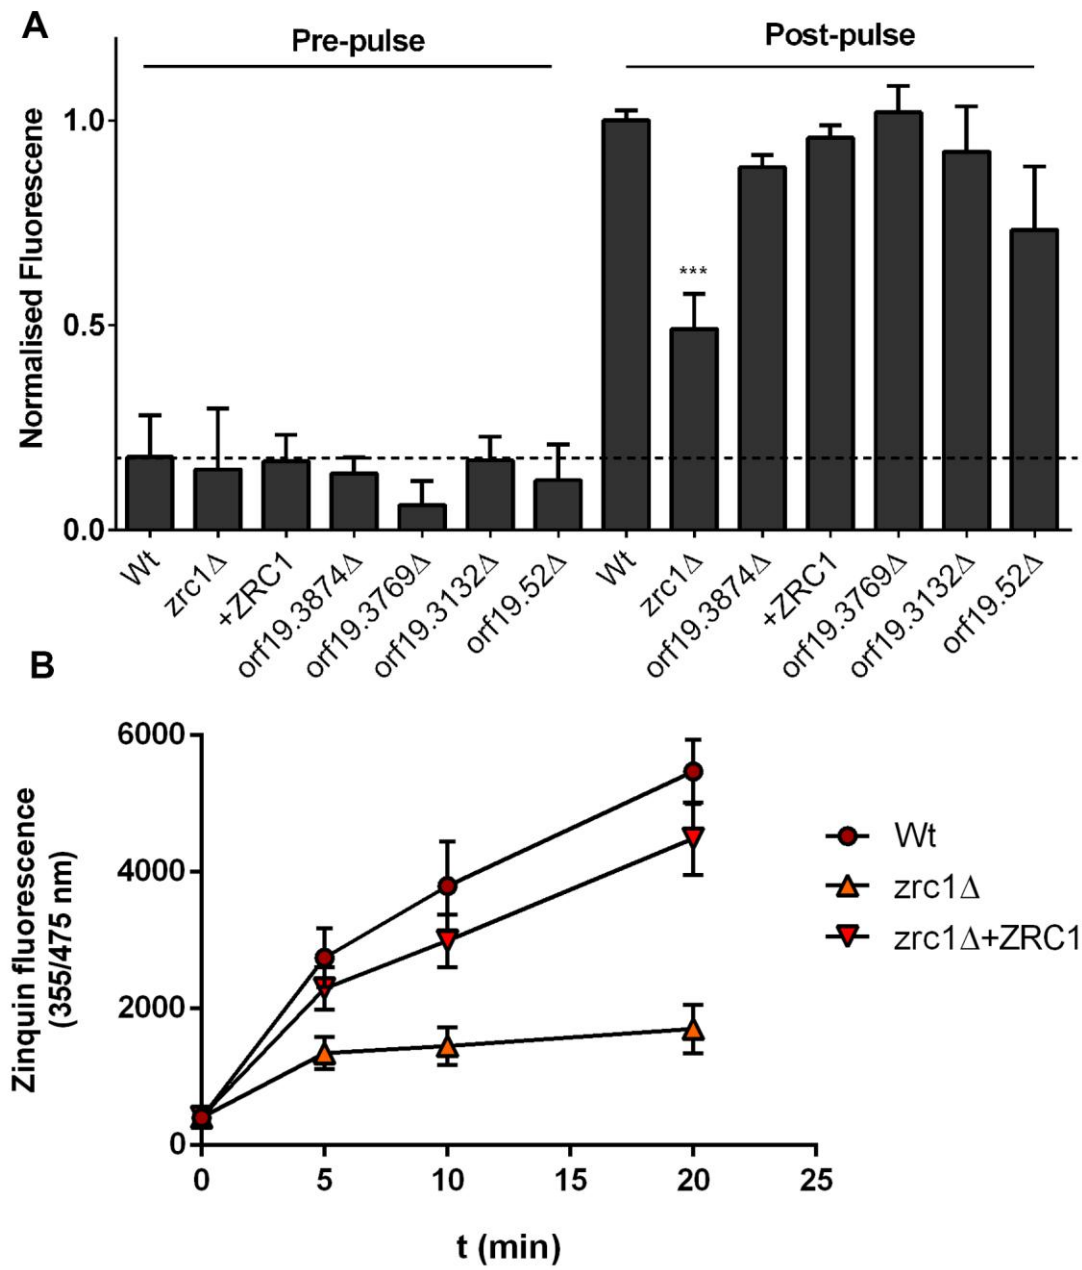 A
Pre-pulse
Post-pulse
Normalised Fluorescene
1.0
0.5
0.0
***
Wt
zrc1Δ
+ZRC1
orf19.3874Δ
orf19.3769Δ
orf19.3132Δ
orf19.52Δ
Wt
zrc1Δ
orf19.3874Δ
+ZRC1
orf19.3769Δ
orf19.3132Δ
orf19.52Δ
B
Zinquin fluorescence
(355/475 nm)
6000
4000
2000
0
0 5 10 15 20 25
t (min)
Wt
zrc1Δ
zrc1Δ+ZRC1